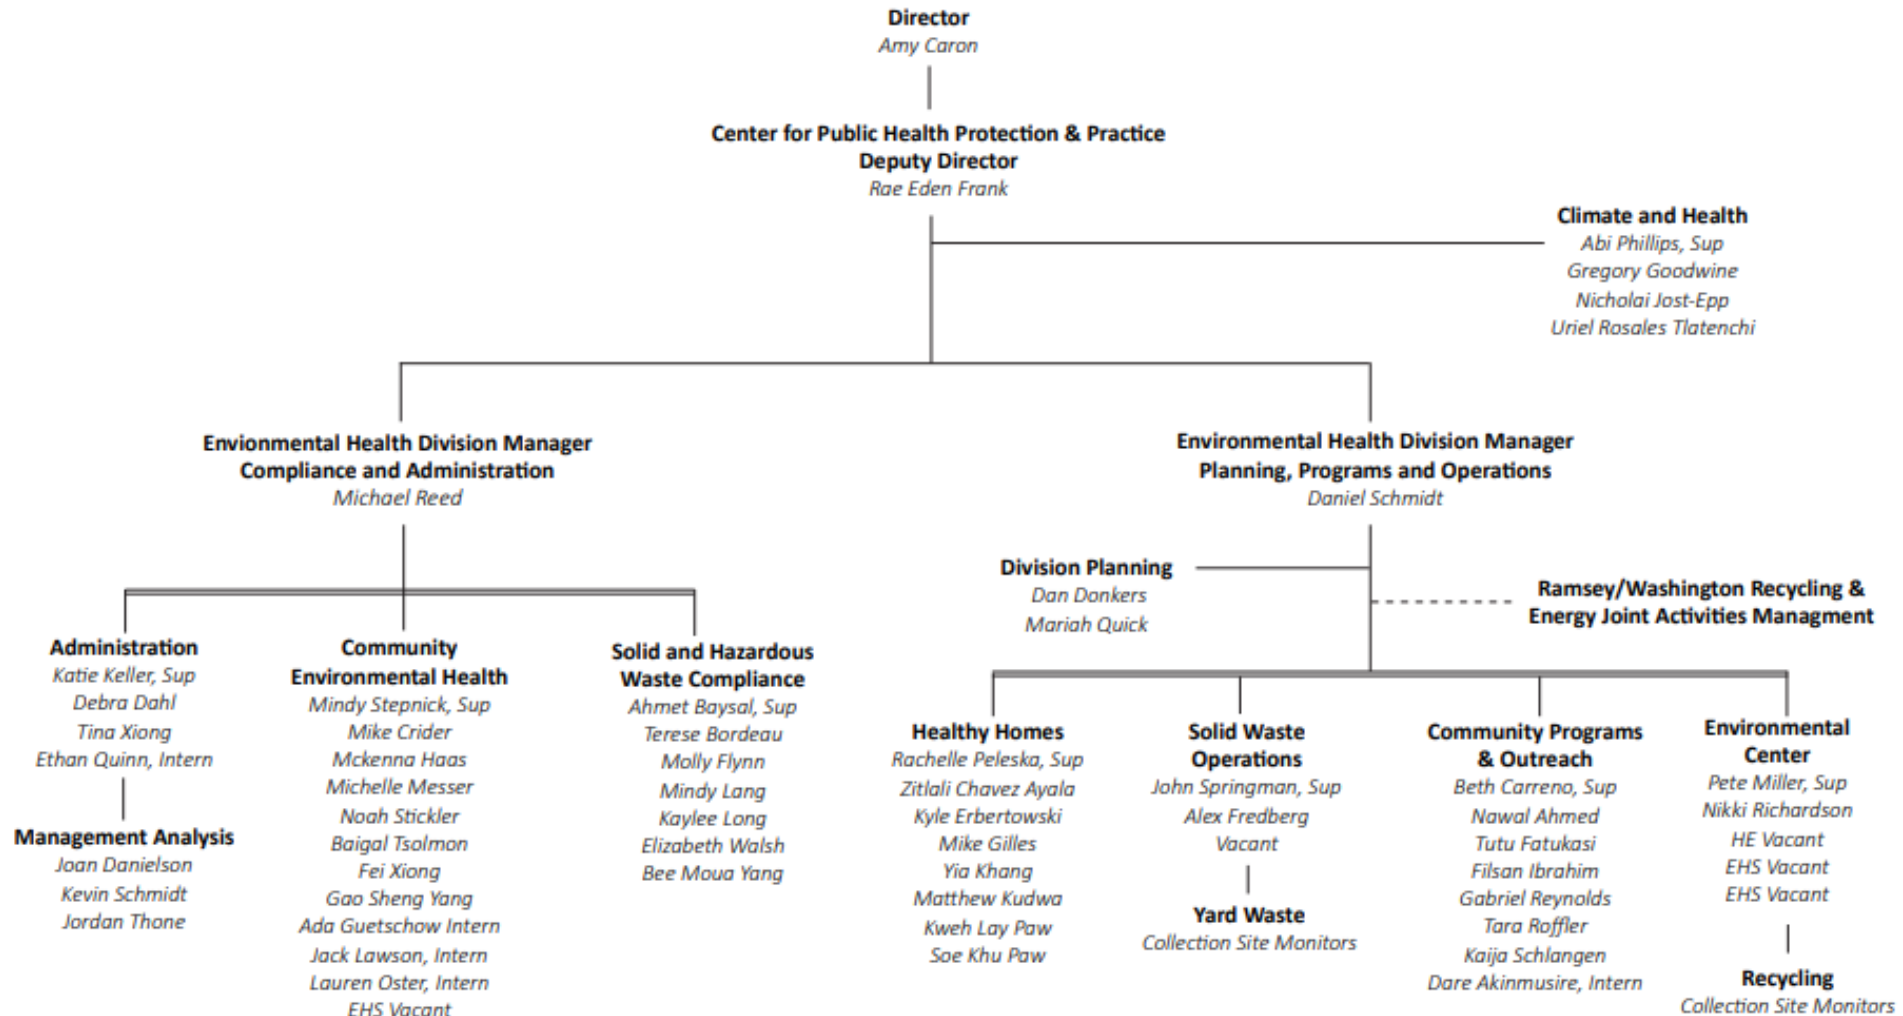 Director
Amy Caron
Center for Public Health Protection & Practice
Deputy Director
Rae Eden Frank
Climate and Health
Abi Phillips, Sup
Gregory Goodwine
Nicholai Jost-Epp
Uriel Rosales Tlatenchi
Envionmental Health Division Manager
Compliance and Administration
Michael Reed
Environmental Health Division Manager
Planning, Programs and Operations
Daniel Schmidt
Division Planning
Dan Donkers
Mariah Quick
Ramsey/Washington Recycling &
Energy Joint Activities Managment
Administration
Katie Keller, Sup
Debra Dahl
Tina Xiong
Ethan Quinn, Intern
Management Analysis
Joan Danielson
Kevin Schmidt
Jordan Thone
Community
Environmental Health
Mindy Stepnick, Sup
Mike Crider
Mckenna Haas
Michelle Messer
Noah Stickler
Baigal Tsolmon
Fei Xiong
Gao Sheng Yang
Ada Guetschow Intern
Jack Lawson, Intern
Lauren Oster, Intern
EHS Vacant
Solid and Hazardous
Waste Compliance
Ahmet Baysal, Sup
Terese Bordeau
Molly Flynn
Mindy Lang
Kaylee Long
Elizabeth Walsh
Bee Moua Yang
Healthy Homes
Rachelle Peleska, Sup
Zitlali Chavez Ayala
Kyle Erbertowski
Mike Gilles
Yia Khang
Matthew Kudwa
Kweh Lay Paw
Soe Khu Paw
Solid Waste
Operations
John Springman, Sup
Alex Fredberg
Vacant
Yard Waste
Collection Site Monitors
Community Programs
& Outreach
Beth Carreno, Sup
Nawal Ahmed
Tutu Fatukasi
Filsan Ibrahim
Gabriel Reynolds
Tara Roffler
Kaija Schlangen
Dare Akinmusire, Intern
Environmental
Center
Pete Miller, Sup
Nikki Richardson
HE Vacant
EHS Vacant
EHS Vacant
Recycling
Collection Site Monitors